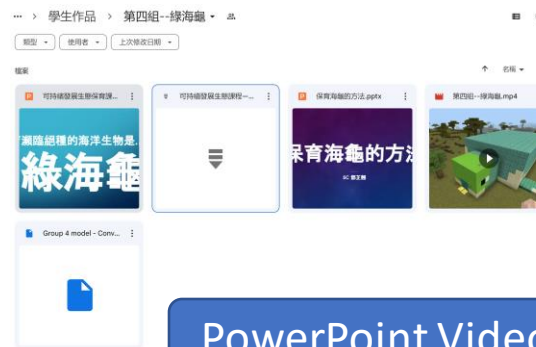 ... > 學生作品 > 第四組--綠海龜
類型 使用者 上次修改日期
檔案
名稱
可持續發展生態保育課...
可持續發展生態課程—...
保育海龜的方法.pptx
第四組--綠海龜.mp4
瀕臨絕種的海洋生物是.
綠海龜
保育海龜的方法
Group 4 model - Conv...
PowerPoint Video